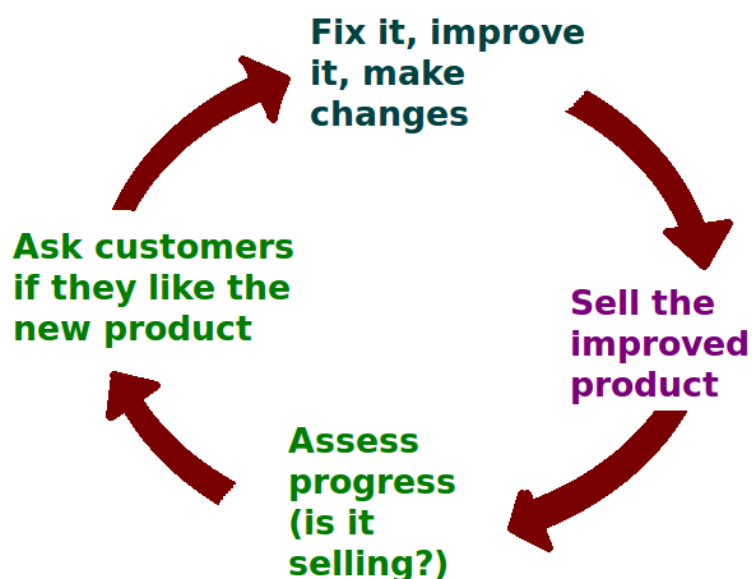 Fix it, improve
it, make
changes
Sell the
improved
product
Assess
progress
(is it
selling?)
Ask customers
if they like the
new product